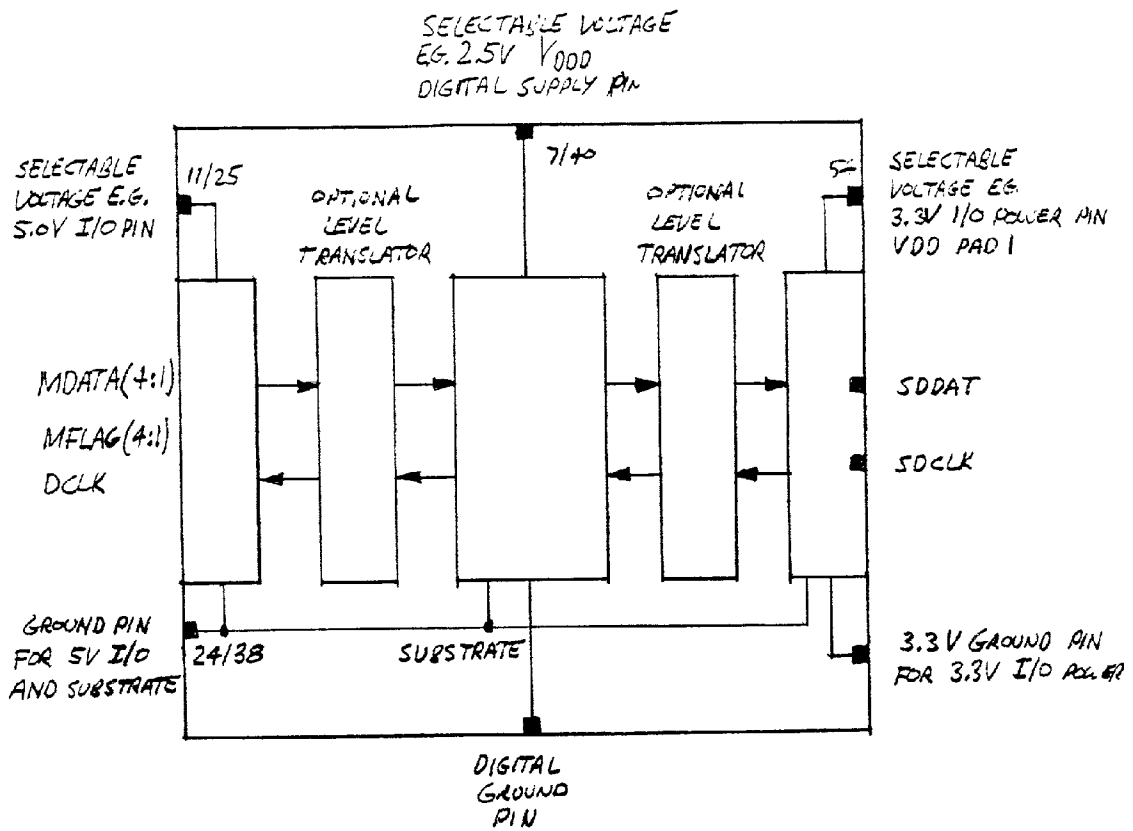 SELECTABLE VOLTAGE
E.G. 2.5V VDDD
DIGITAL SUPPLY PIN
7/40
SELECTABLE
VOLTAGE E.G.
5.0V I/O PIN
11/25
OPTIONAL
LEVEL
TRANSLATOR
OPTIONAL
LEVEL
TRANSLATOR
SELECTABLE
VOLTAGE EG.
3.3V I/O POWER PIN
VDD PAD 1
MDATA(4:1)
MFLAG(4:1)
DCLK
SDDAT
SDCLK
GROUND PIN
FOR 5V I/O
AND SUBSTRATE
24/38
SUBSTRATE
3.3V GROUND PIN
FOR 3.3V I/O POWER
DIGITAL
GROUND
PIN